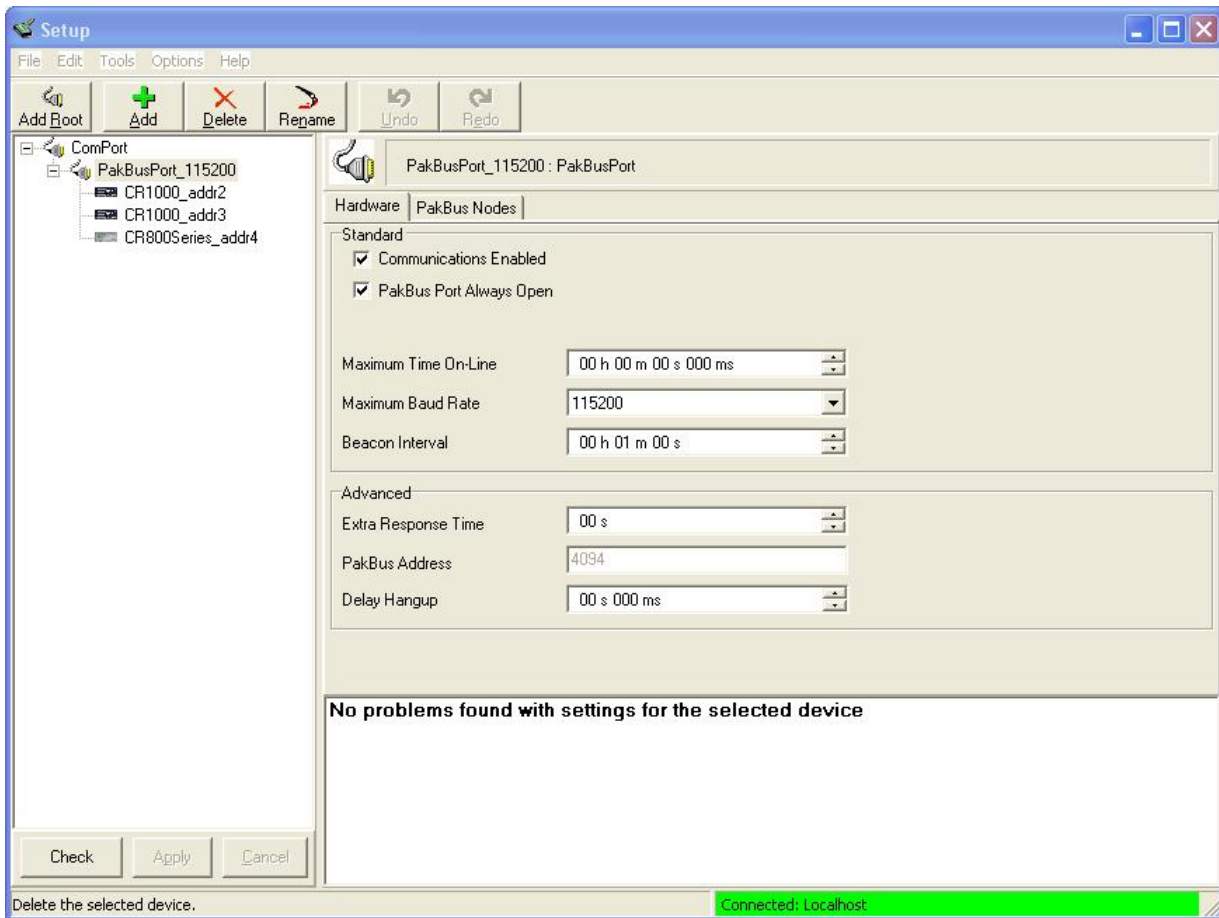 Setup
File Edit Tools Options Help
Add Root Add Delete Rename Undo Redo
ComPort
PakBusPort_115200
CR1000_addr2
CR1000_addr3
CR800Series_addr4
PakBusPort_115200 : PakBusPort
Hardware PakBus Nodes
Standard
Communications Enabled
PakBus Port Always Open
Maximum Time On-Line 00 h 00 m 00 s 000 ms
Maximum Baud Rate 115200
Beacon Interval 00 h 01 m 00 s
Advanced
Extra Response Time 00 s
PakBus Address 4094
Delay Hangup 00 s 000 ms
No problems found with settings for the selected device
Check Apply Cancel
Delete the selected device. Connected: Localhost